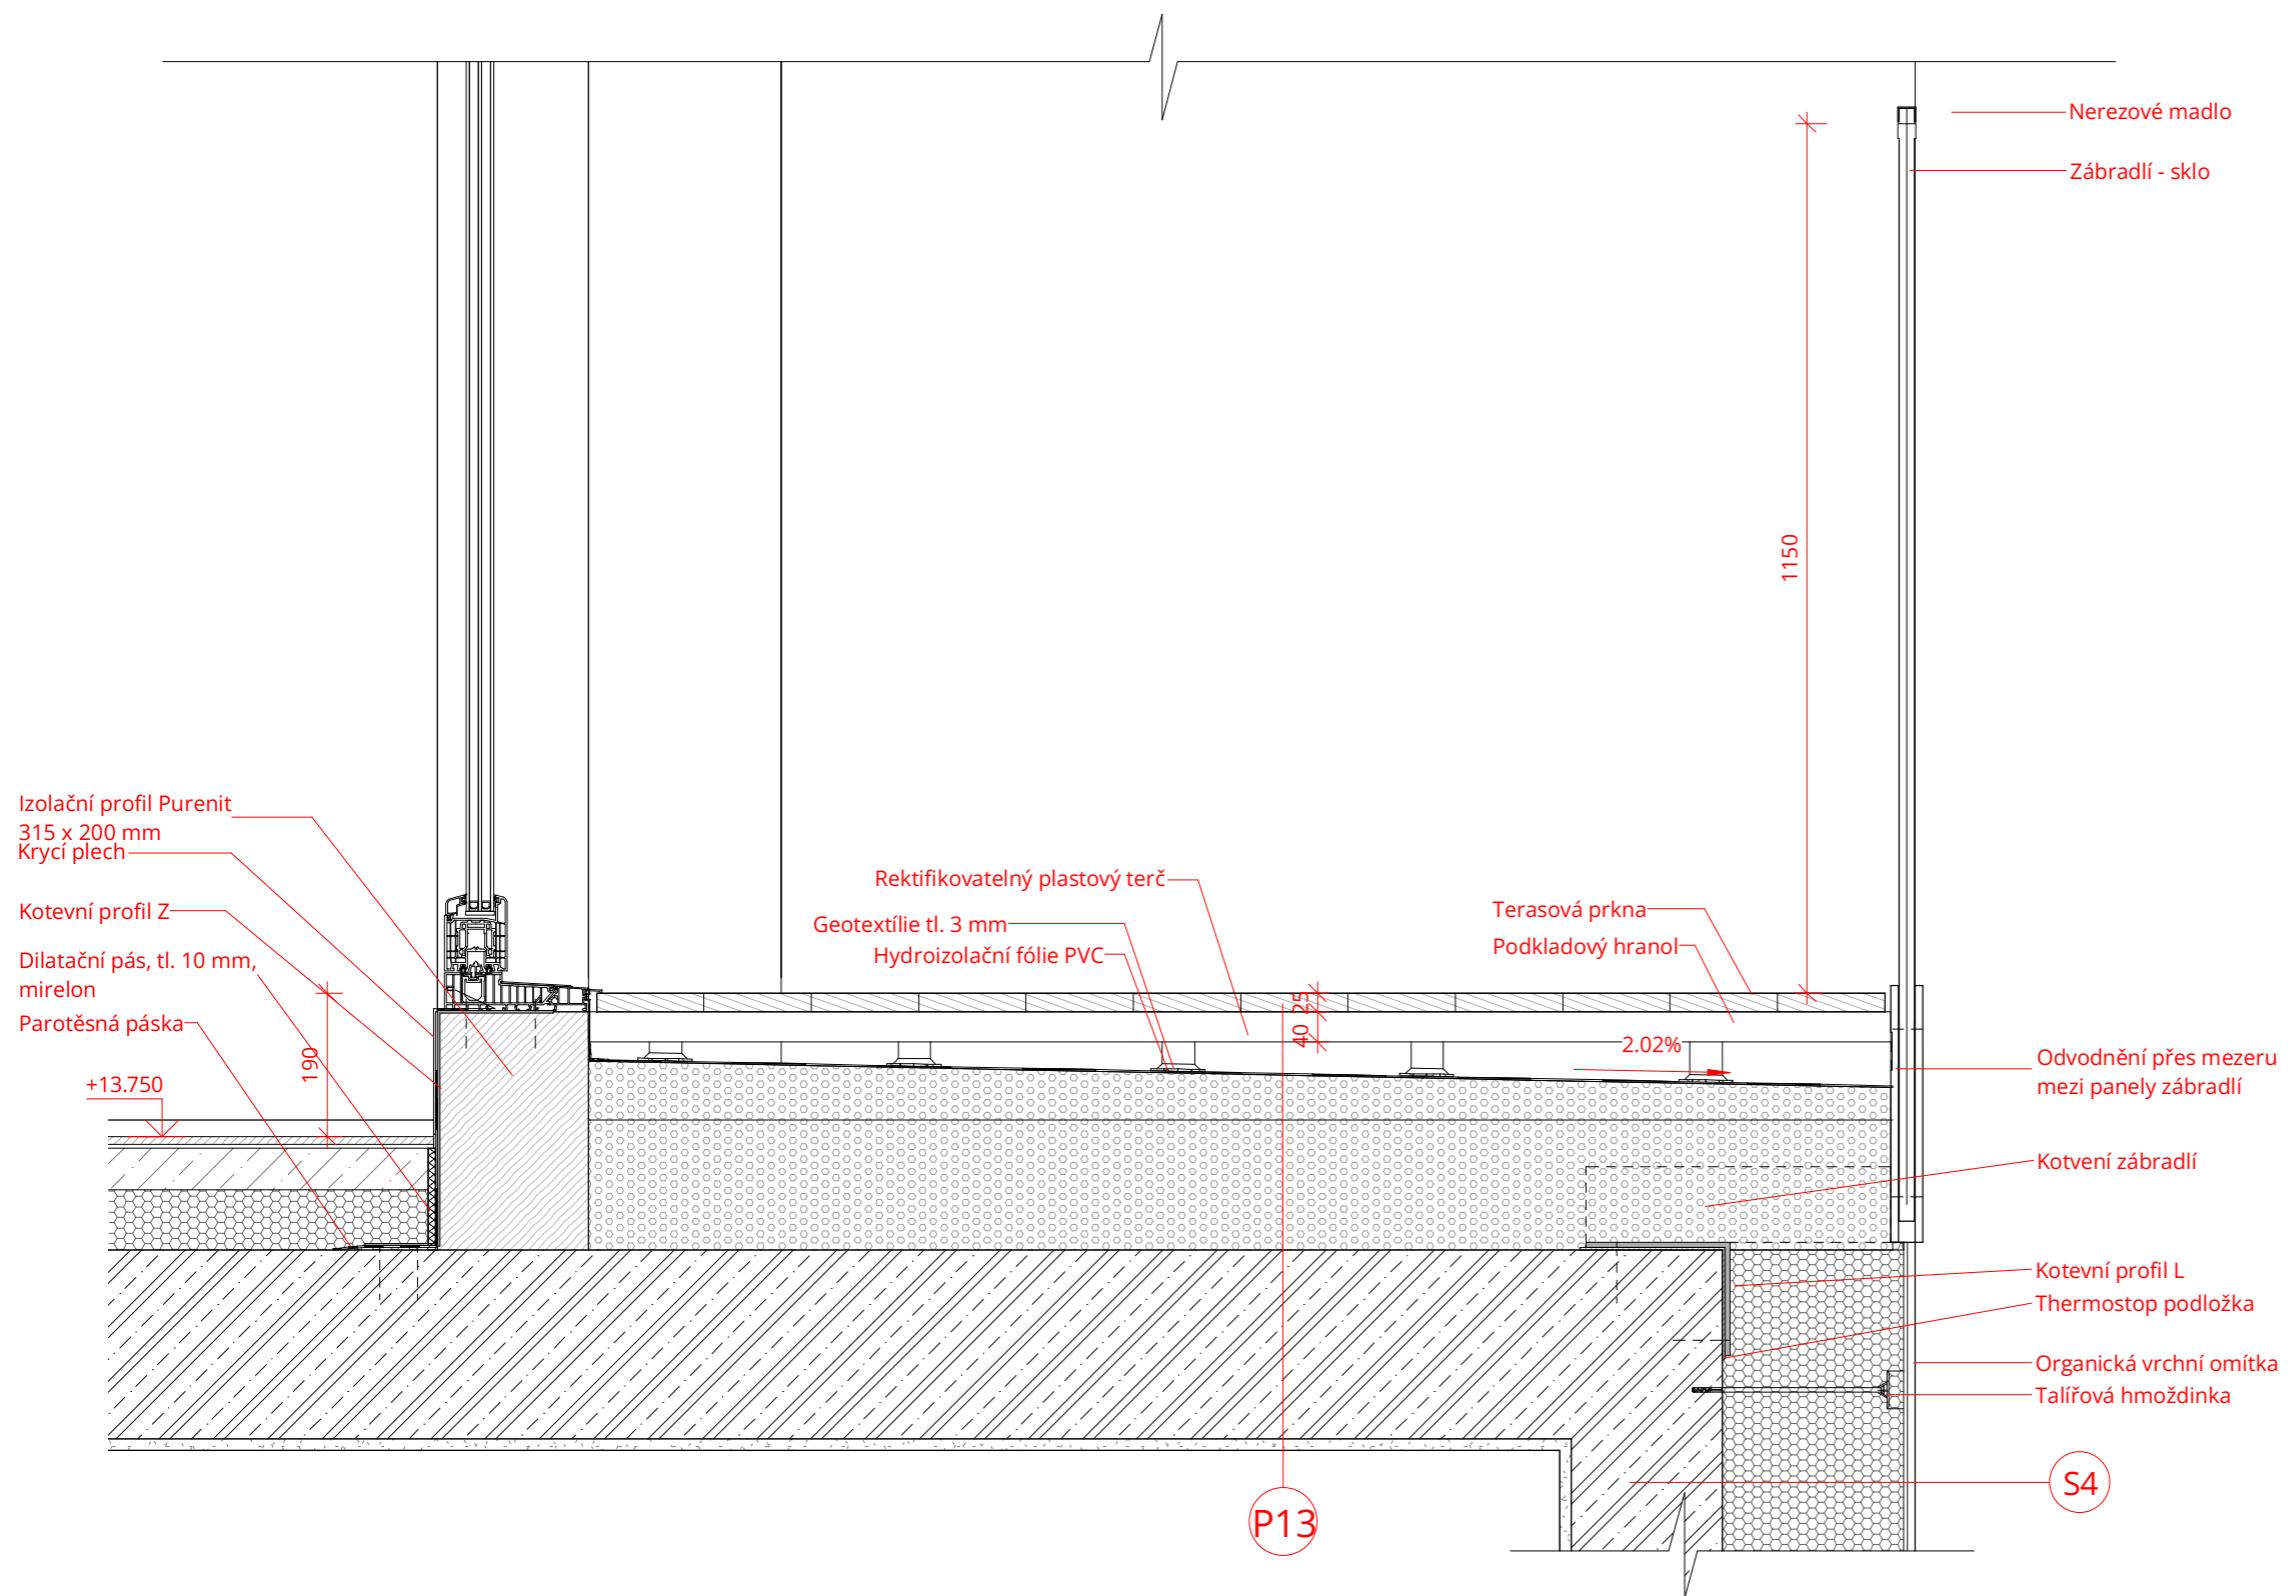 Nerezové madlo
Zábradlí - sklo
1150
Izolační profil Purenit
315 x 200 mm
Krycí plech
Kotevní profil Z
Dilatační pás, tl. 10 mm,
mirelon
Parotěsná páska
190
+13.750
Rektifikovatelný plastový terč
Geotextílie tl. 3 mm
Hydroizolační fólie PVC
Terasová prkna
Podkladový hranol
25
40
2.02%
Odvodnění přes mezeru
mezi panely zábradlí
Kotvení zábradlí
Kotevní profil L
Thermostop podložka
Organická vrchní omítka
Talířová hmoždinka
S4
P13